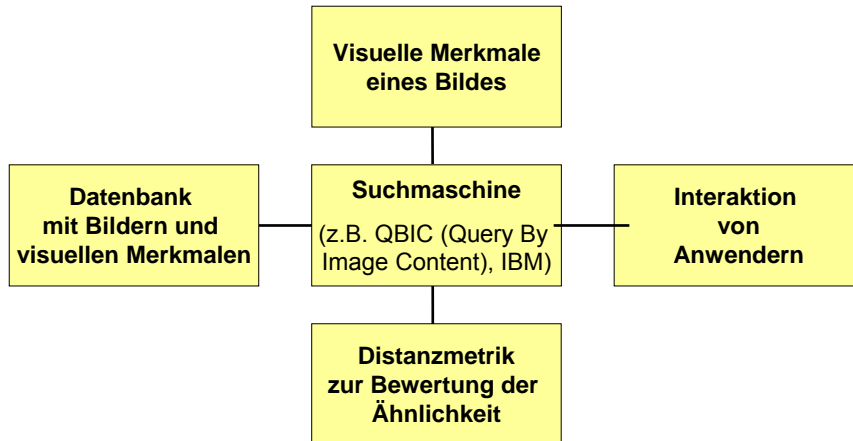 Visuelle Merkmale
eines Bildes
Datenbank
mit Bildern und
visuellen Merkmalen
Suchmaschine
(z.B. QBIC (Query By
Image Content), IBM)
Interaktion
von
Anwendern
Distanzmetrik
zur Bewertung der
Ähnlichkeit